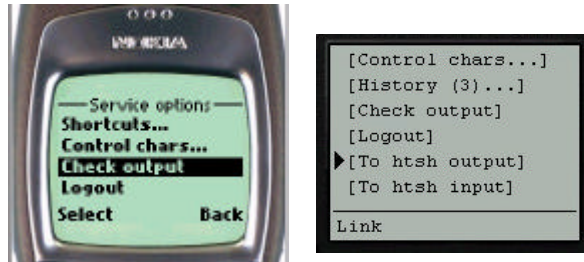 NOKIA
Service options
Shortcuts...
Control chars...
Check output
Logout
Select Back
[Control chars...]
[History (3)...]
[Check output]
[Logout]
[To htsh output]
[To htsh input]
Link